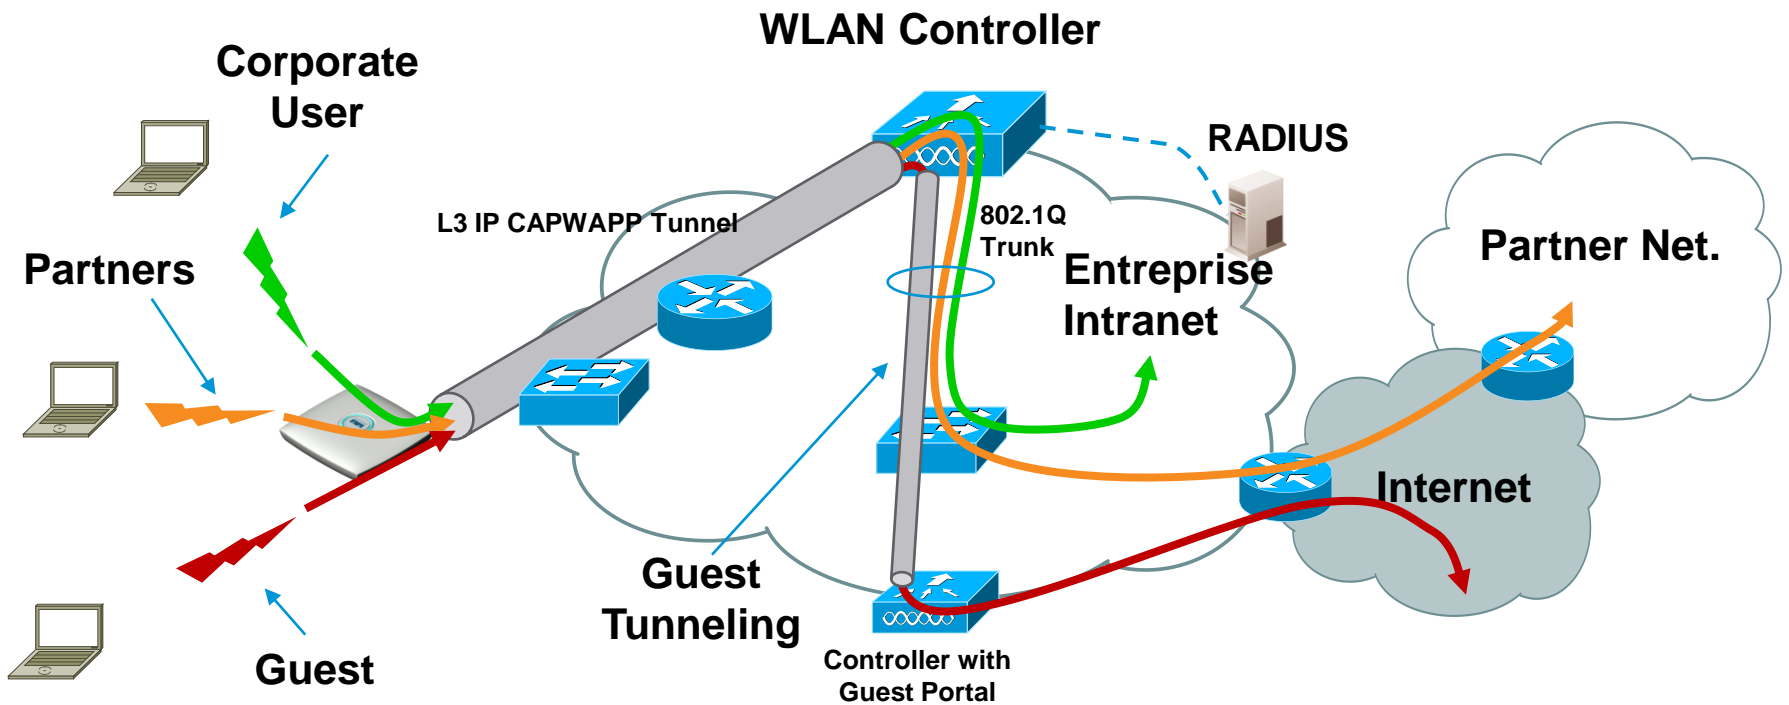 WLAN Controller
Corporate
User
RADIUS
L3 IP CAPWAPP Tunnel
802.1Q
Trunk
Partners
Entreprise
Intranet
Partner Net.
Internet
Guest
Tunneling
Guest
Controller with
Guest Portal